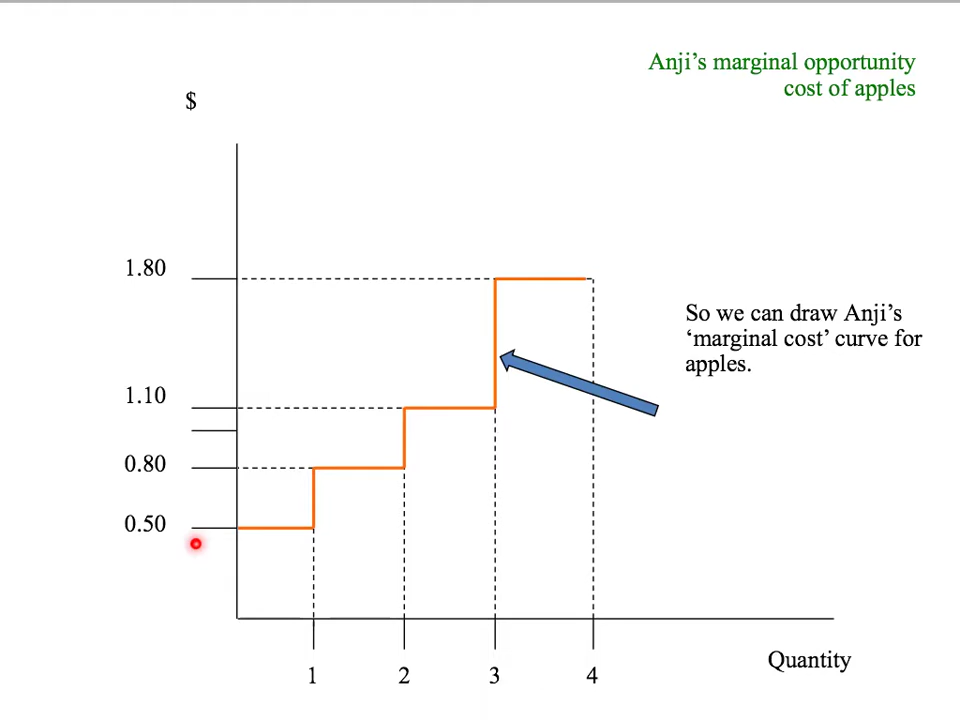 Anji’s marginal opportunity
cost of apples
$
1.80
So we can draw Anji’s
‘marginal cost’ curve for
apples.
1.10
0.80
0.50
1 2 3 4
Quantity